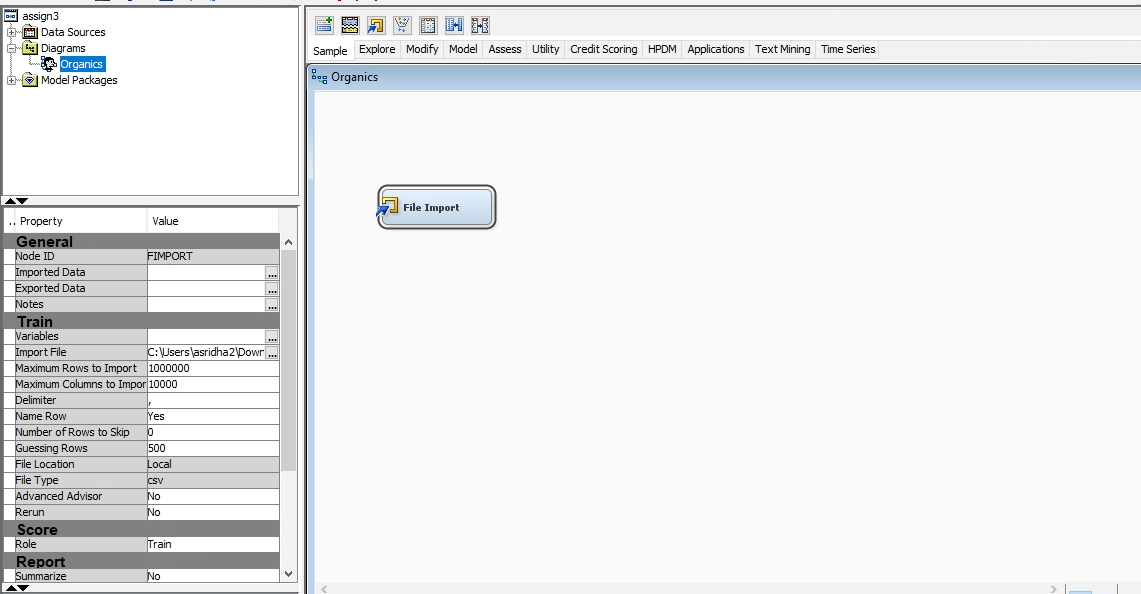 assign3
Data Sources
Diagrams
Organics
Model Packages
.. Property Value
General
Node ID FIMPORT
Imported Data ...
Exported Data ...
Notes ...
Train
Variables ...
Import File C:\Users\asridha2\Down ...
Maximum Rows to Import 1000000
Maximum Columns to Impor 10000
Delimiter ,
Name Row Yes
Number of Rows to Skip 0
Guessing Rows 500
File Location Local
File Type csv
Advanced Advisor No
Rerun No
Score
Role Train
Report
Summarize No
Sample Explore Modify Model Assess Utility Credit Scoring HPDM Applications Text Mining Time Series
Organics
File Import